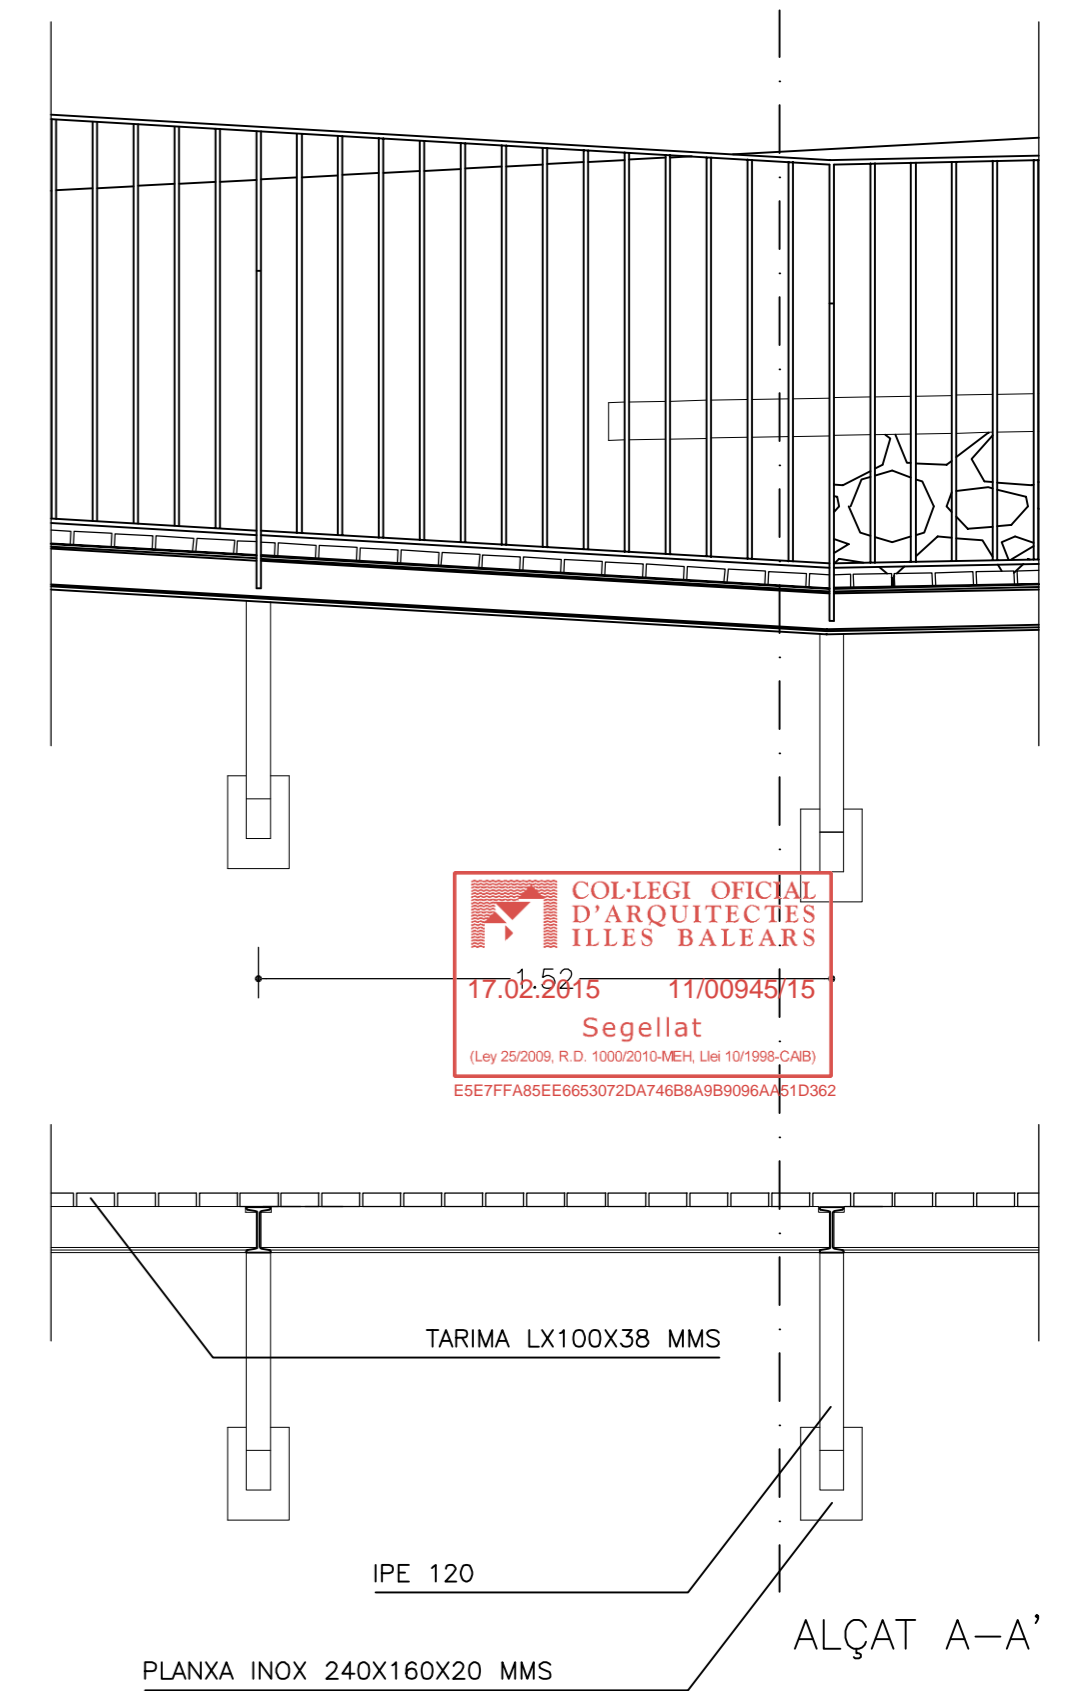 COL·LEGI OFICIAL
D'ARQUITECTES
ILLES BALEARS
1.52
17.02.2015 11/00945/15
Segellat
(Ley 25/2009, R.D. 1000/2010-MEH, Llei 10/1998-CAIB)
E5E7FFA85EE6653072DA746B8A9B9096AA51D362
TARIMA LX100X38 MMS
IPE 120
ALÇAT A-A'
PLANXA INOX 240X160X20 MMS